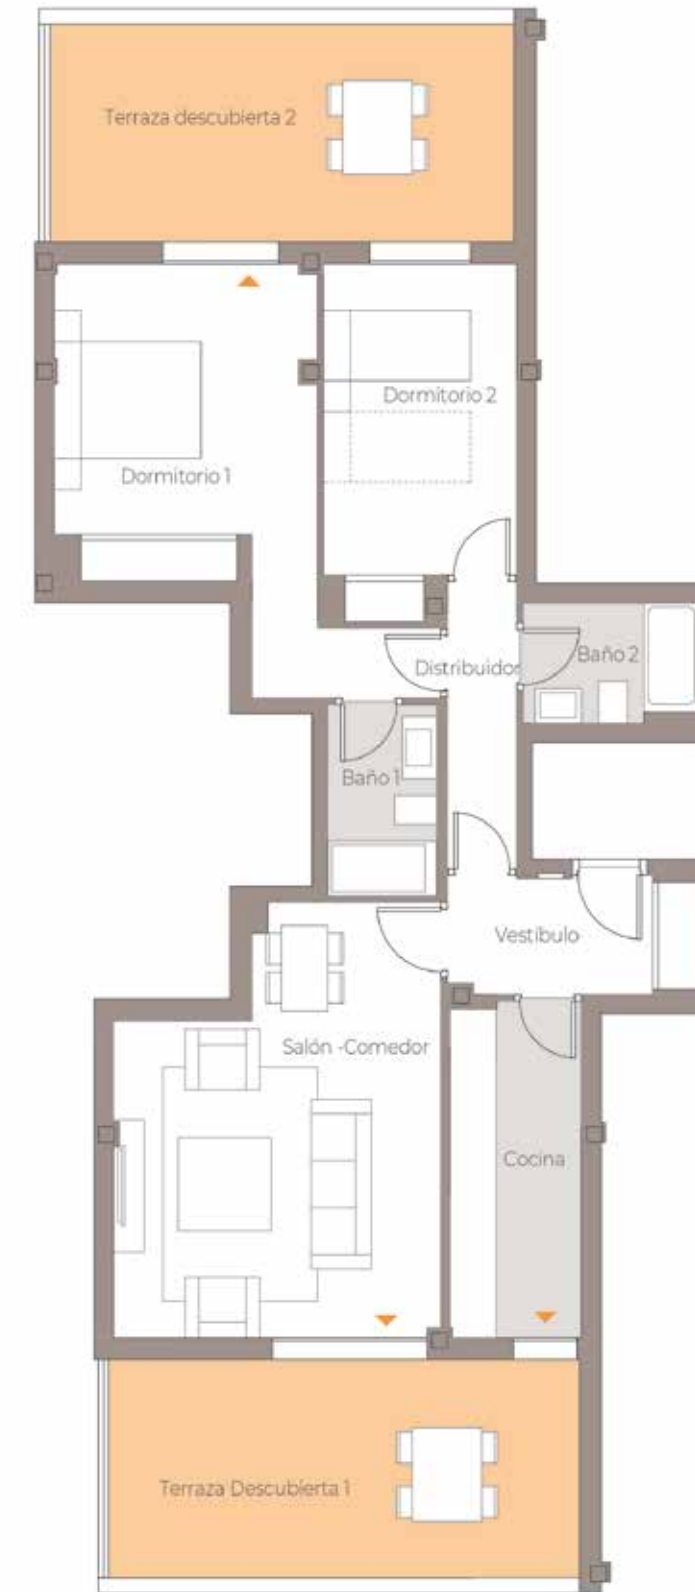 Terraza descubierta 2
Dormitorio 2
Dormitorio 1
Distribuidor
Baño 2
Baño 1
Vestíbulo
Salón -Comedor
Cocina
Terraza Descubierta 1